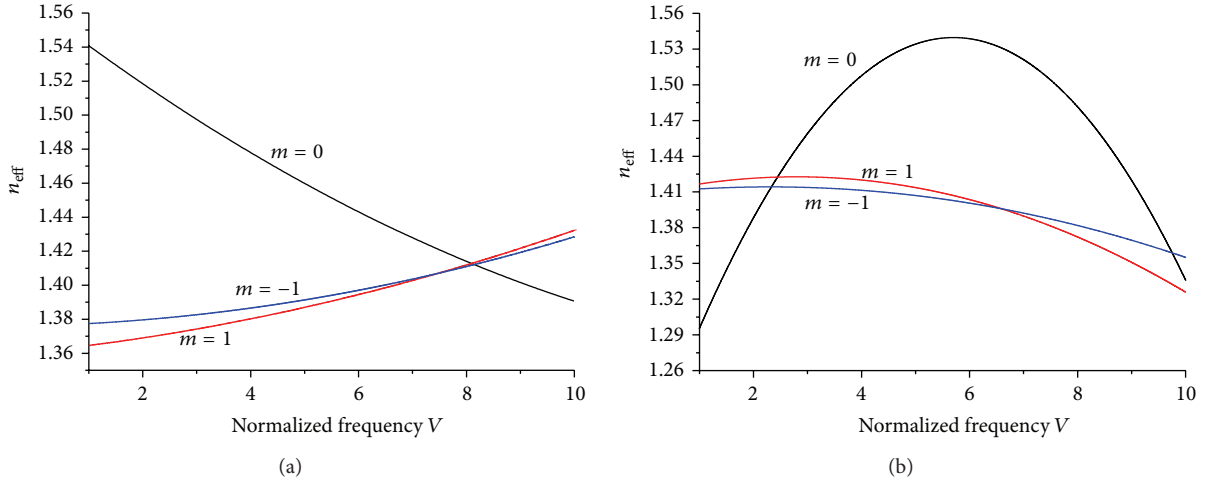 1.56
1.54
1.52
1.50
1.48
1.46
1.44
1.42
1.40
1.38
1.36
n_eff
m = 0
m = −1
m = 1
2 4 6 8 10
Normalized frequency V
(a)
1.56
1.53
1.50
1.47
1.44
1.41
1.38
1.35
1.32
1.29
1.26
n_eff
m = 0
m = 1
m = −1
2 4 6 8 10
Normalized frequency V
(b)